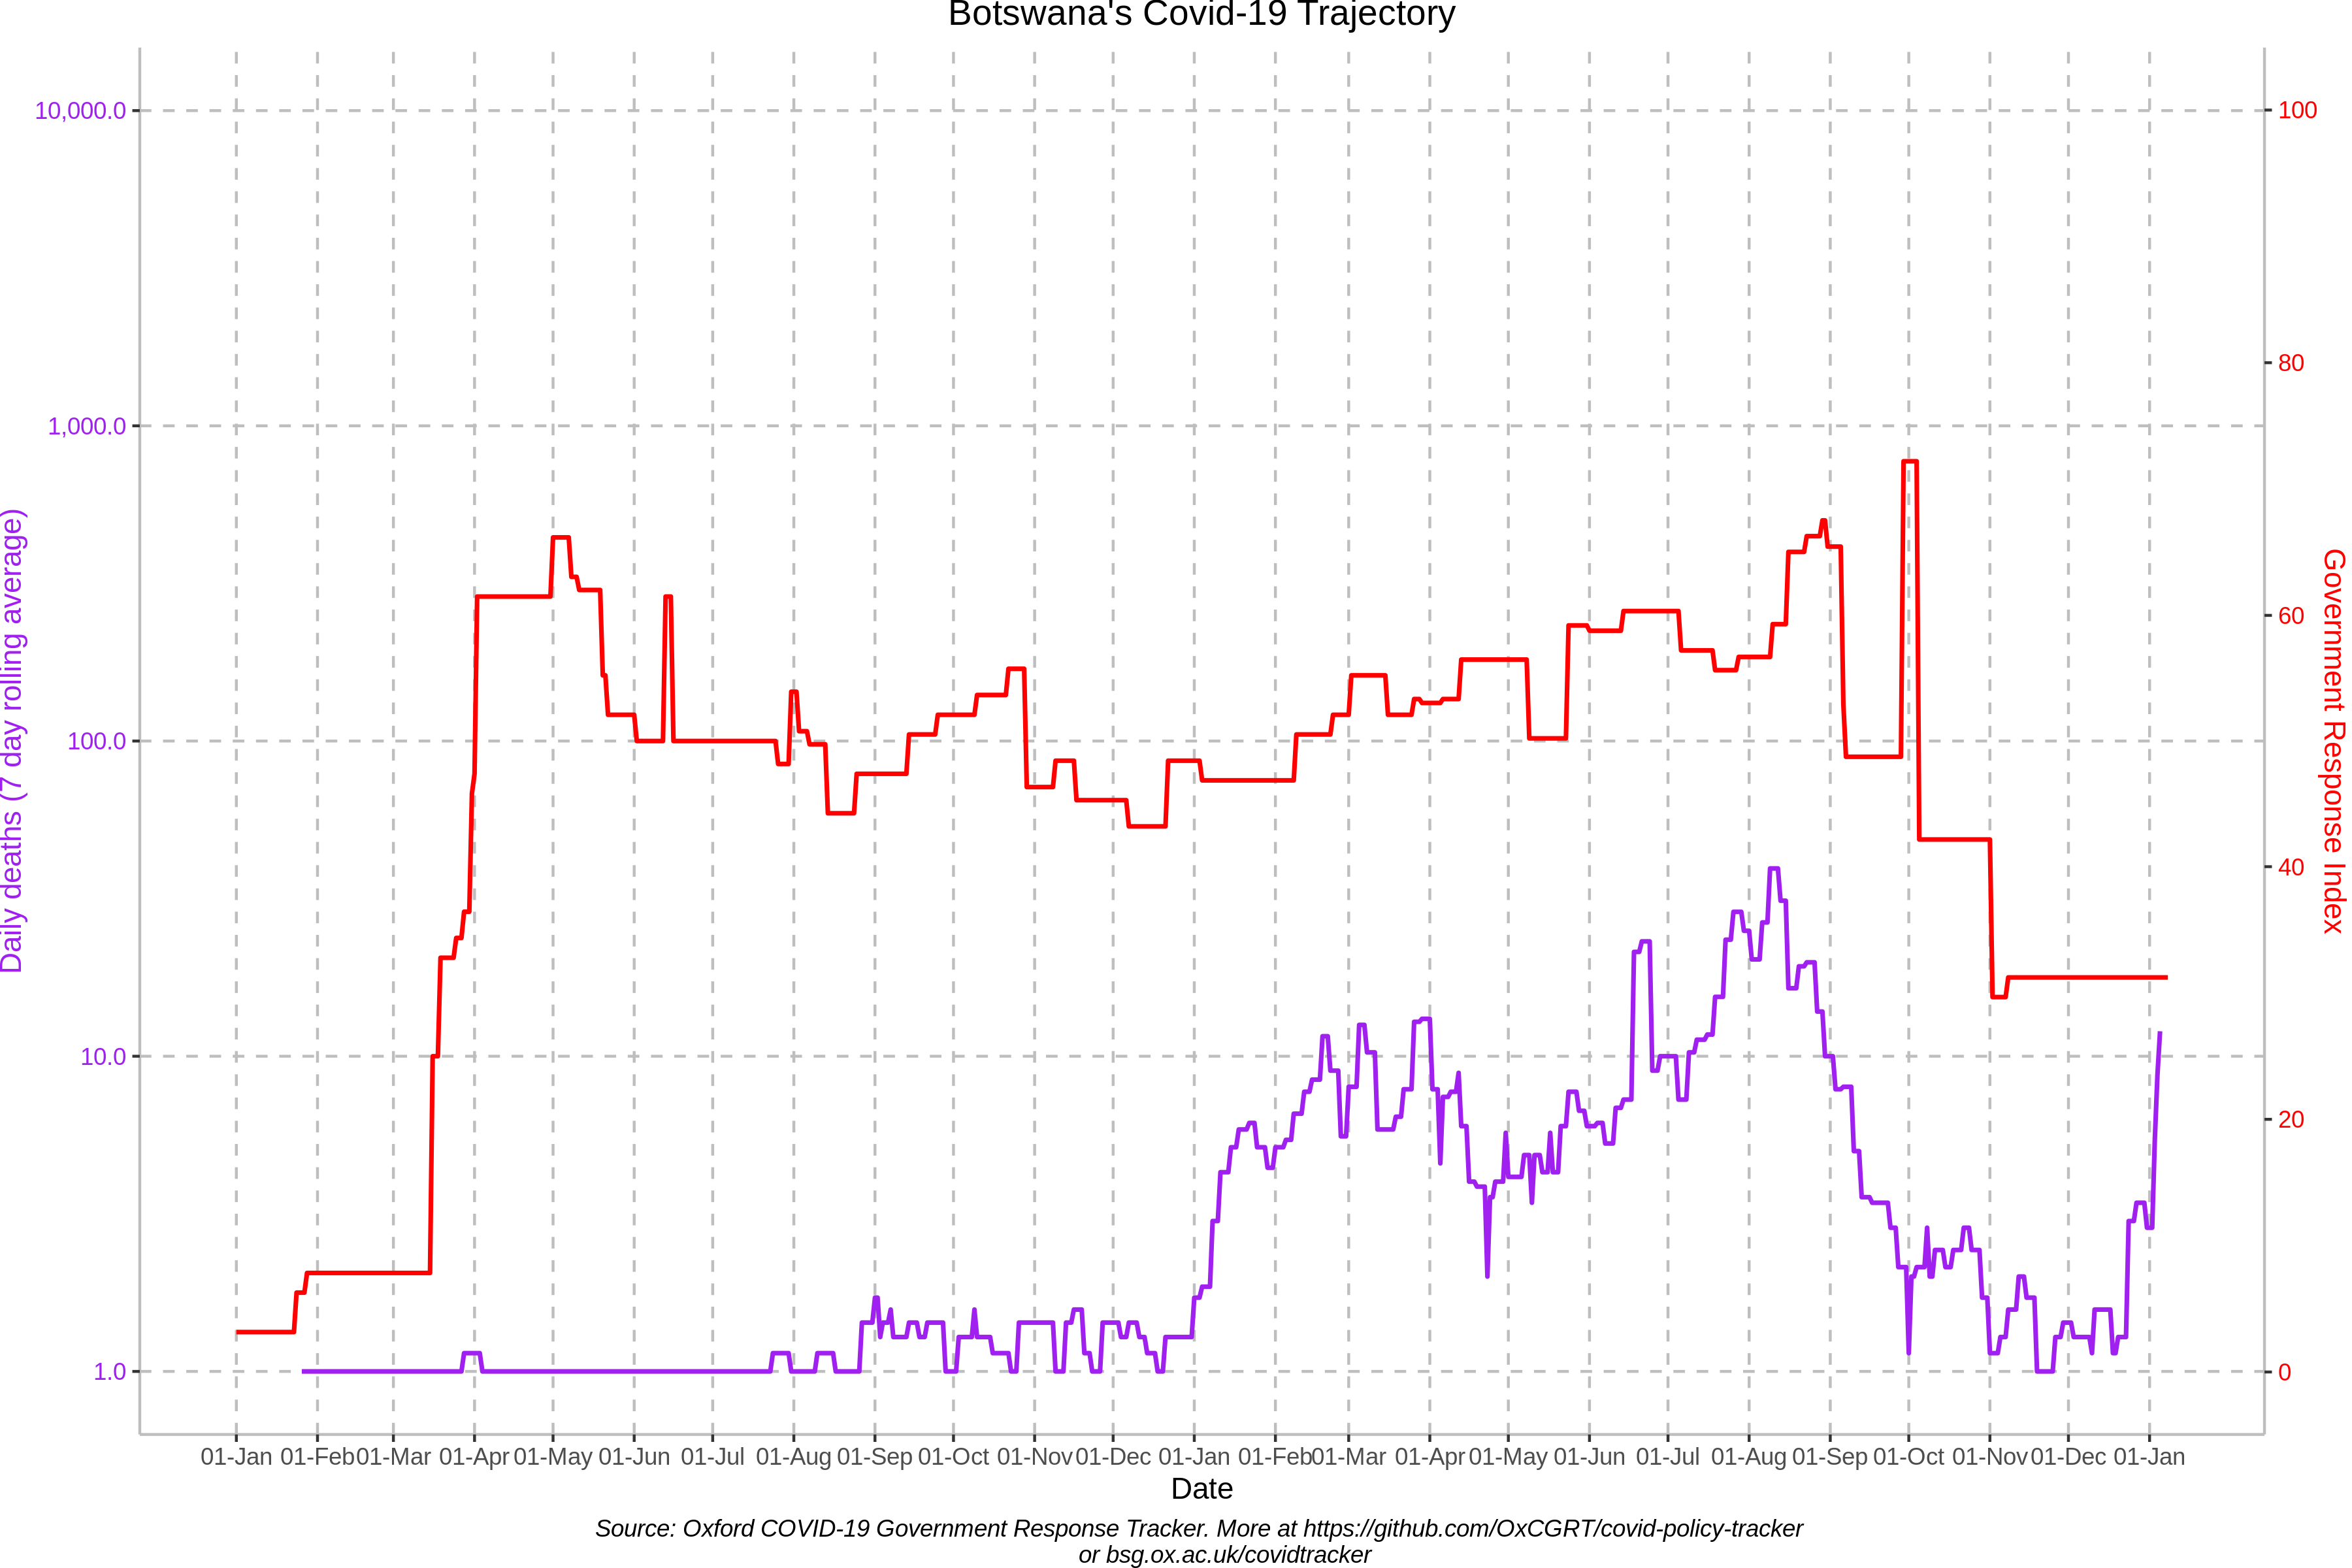 Botswana's Covid-19 Trajectory
10,000.0
1,000.0
100.0
10.0
1.0
Daily deaths (7 day rolling average)
100
80
60
40
20
0
Government Response Index
01-Jan 01-Feb 01-Mar 01-Apr 01-May 01-Jun 01-Jul 01-Aug 01-Sep 01-Oct 01-Nov 01-Dec 01-Jan 01-Feb 01-Mar 01-Apr 01-May 01-Jun 01-Jul 01-Aug 01-Sep 01-Oct 01-Nov 01-Dec 01-Jan
Date
Source: Oxford COVID-19 Government Response Tracker. More at https://github.com/OxCGRT/covid-policy-tracker
or bsg.ox.ac.uk/covidtracker